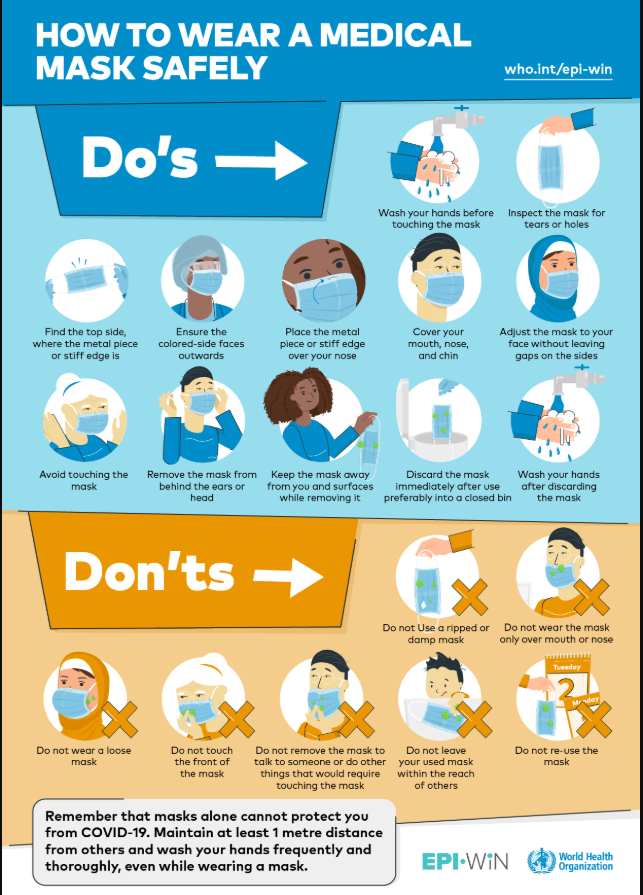 HOW TO WEAR A MEDICAL
MASK SAFELY
who.int/epi-win
Do's
Wash your hands before
touching the mask
Inspect the mask for
tears or holes
Find the top side,
where the metal piece
or stiff edge is
Ensure the
colored-side faces
outwards
Place the metal
piece or stiff edge
over your nose
Cover your
mouth, nose,
and chin
Adjust the mask to your
face without leaving
gaps on the sides
Avoid touching the
mask
Remove the mask from
behind the ears or
head
Keep the mask away
from you and surfaces
while removing it
Discard the mask
immediately after use
preferably into a closed bin
Wash your hands
after discarding
the mask
Don'ts
Do not Use a ripped or
damp mask
Do not wear the mask
only over mouth or nose
Do not wear a loose
mask
Do not touch
the front of
the mask
Do not remove the mask to
talk to someone or do other
things that would require
touching the mask
Do not leave
your used mask
within the reach
of others
Tuesday
2
Monday
Do not re-use the
mask
Remember that masks alone cannot protect you
from COVID-19. Maintain at least 1 metre distance
from others and wash your hands frequently and
thoroughly, even while wearing a mask.
EPI·WiN
World Health
Organization